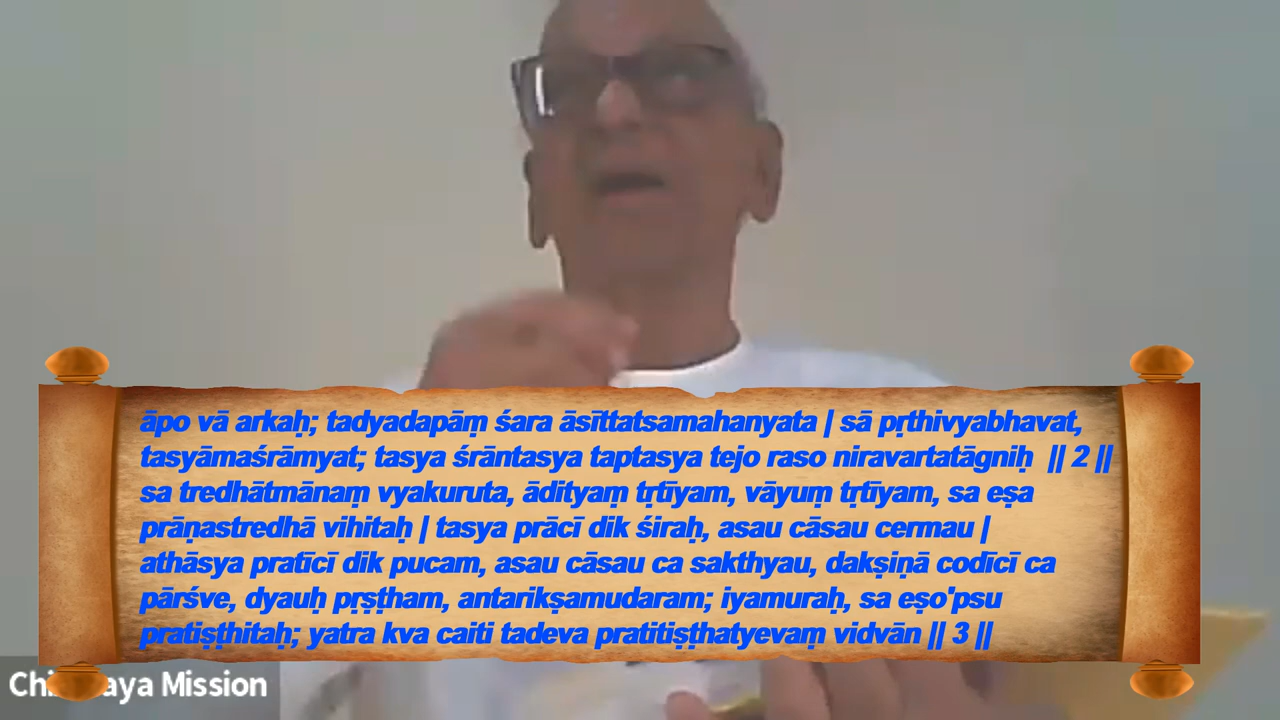 āpo vā arkaḥ; tadyadapāṃ śara āsīttatsamahanyata | sā pṛthivyabhavat,
tasyāmaśrāmyat; tasya śrāntasya taptasya tejo raso niravartatāgniḥ || 2 ||
sa tredhātmānaṃ vyakuruta, ādityaṃ tṛtīyam, vāyuṃ tṛtīyam, sa eṣa
prāṇastredhā vihitaḥ | tasya prācī dik śiraḥ, asau cāsau cermau |
athāsya pratīcī dik pucam, asau cāsau ca sakthyau, dakṣiṇā codīcī ca
pārśve, dyauḥ pṛṣṭham, antarikṣamudaram; iyamuraḥ, sa eṣo'psu
pratiṣṭhitaḥ; yatra kva caiti tadeva pratitiṣṭhatyevaṃ vidvān || 3 ||
Mission